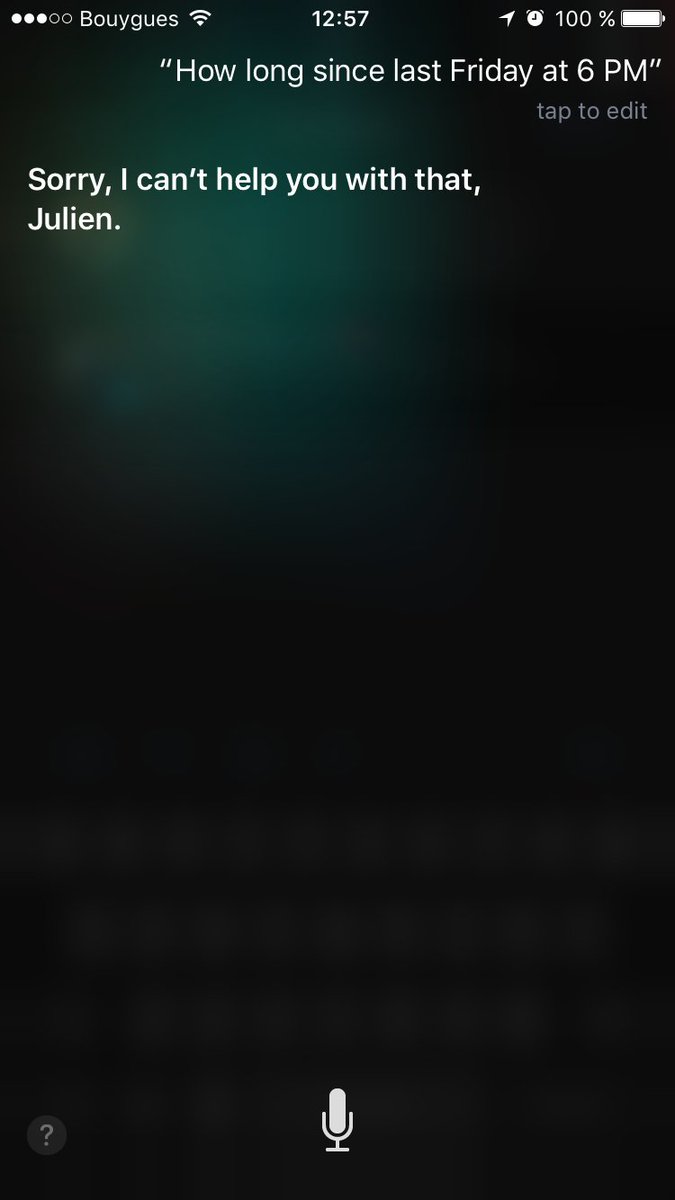 Bouygues 12:57 100 %
“How long since last Friday at 6 PM”
tap to edit
Sorry, I can’t help you with that,
Julien.
?